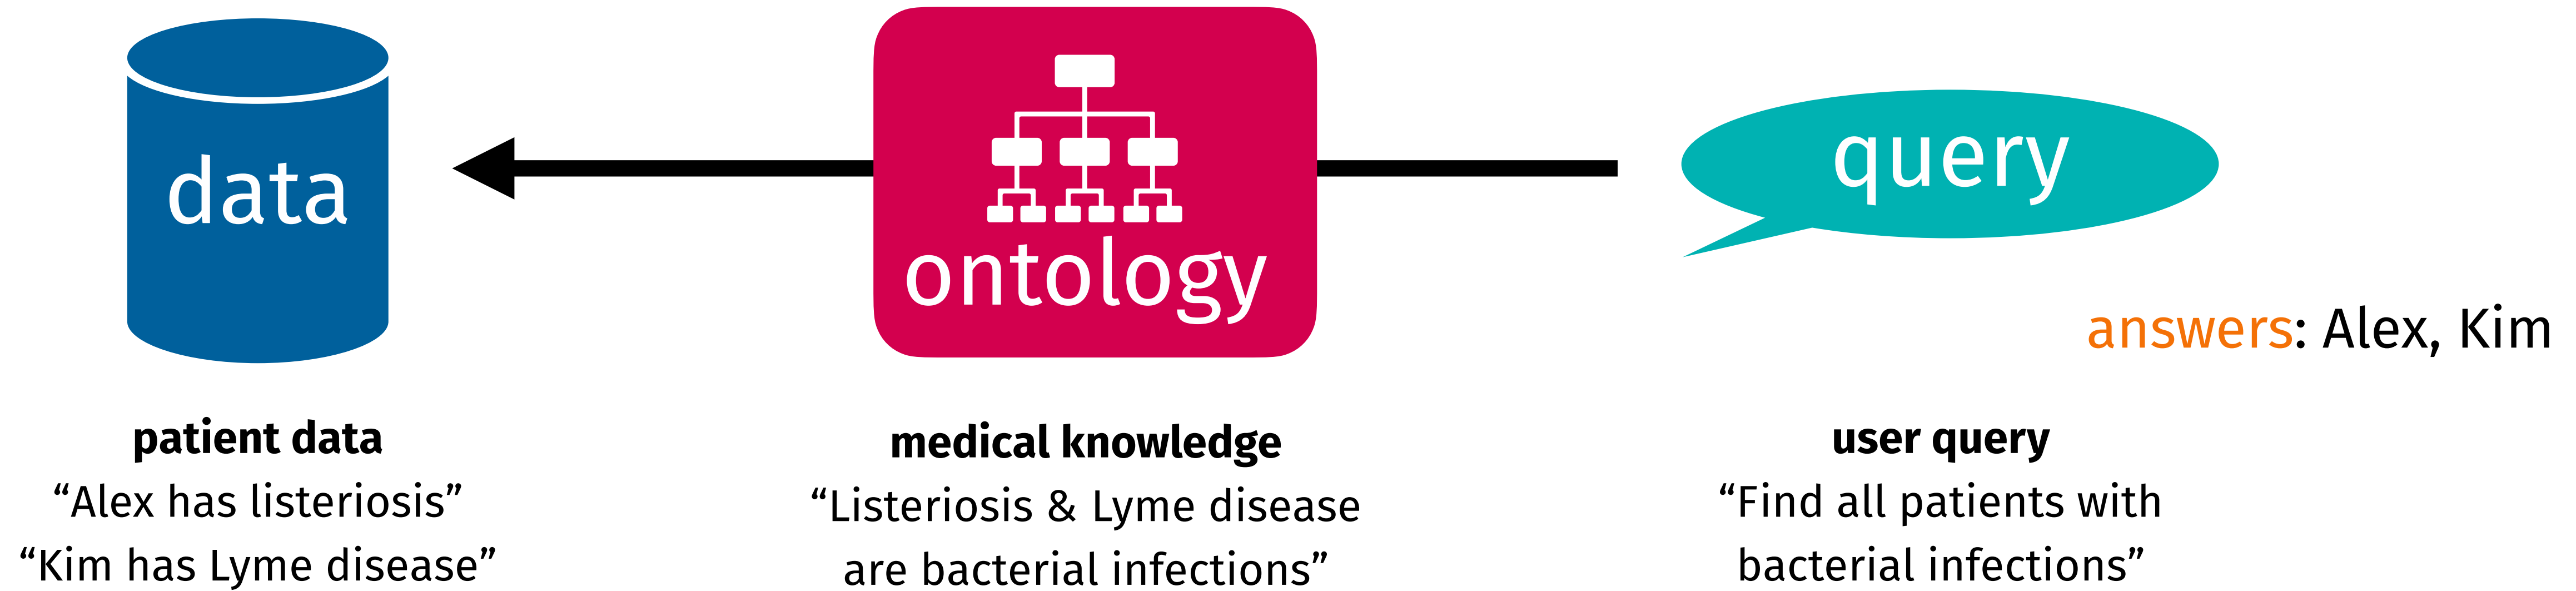 data
ontology
query
answers: Alex, Kim
patient data
“Alex has listeriosis”
“Kim has Lyme disease”
medical knowledge
“Listeriosis & Lyme disease
are bacterial infections”
user query
“Find all patients with
bacterial infections”